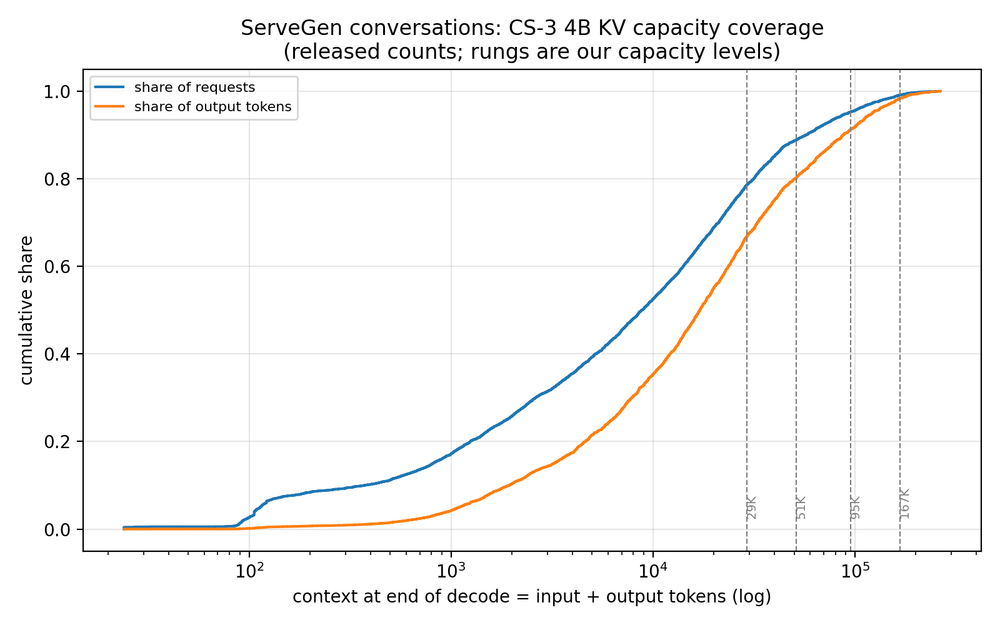 ServeGen conversations: CS-3 4B KV capacity coverage
(released counts; rungs are our capacity levels)
share of requests
share of output tokens
1.0
0.8
0.6
0.4
0.2
0.0
cumulative share
29K
51K
95K
167K
10²
10³
10⁴
10⁵
context at end of decode = input + output tokens (log)